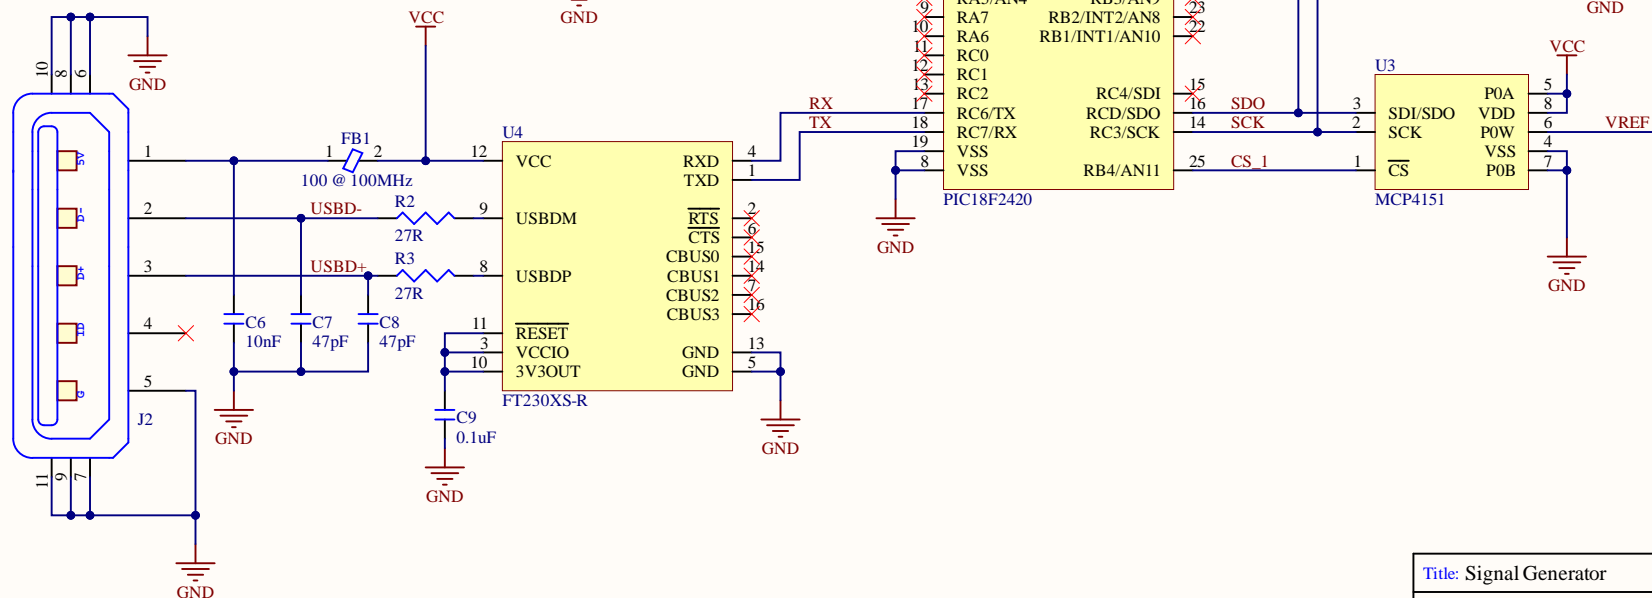 GND
VCC
GND
10
8
6
GND
9 RA7
10 RA6
11 RC0
12 RC1
13 RC2
RX 17 RC6/TX
TX 18 RC7/RX
19 VSS
8 VSS
RB2/INT2/AN8 23
RB1/INT1/AN10 22
RC4/SDI 15
RCD/SDO 16 SDO
RC3/SCK 14 SCK
RB4/AN11 25 CS_1
PIC18F2420
GND
VCC
U3
3 SDI/SDO
2 SCK
1 CS
P0A 5
VDD 8
P0W 6 VREF
VSS 4
P0B 7
MCP4151
GND
5V
D-
D+
ID
G
1
2
3
4
5
J2
11
9
7
GND
FB1
1 2
100 @ 100MHz
USBD-
R2
27R
USBD+
R3
27R
C6
10nF
C7
47pF
C8
47pF
GND
U4
12 VCC
9 USBDM
8 USBDP
11 RESET
3 VCCIO
10 3V3OUT
RXD 4
TXD 1
RTS 2
CTS 6
CBUS0 15
CBUS1 14
CBUS2 7
CBUS3 16
GND 13
GND 5
FT230XS-R
C9
0.1uF
GND
GND
Title: Signal Generator